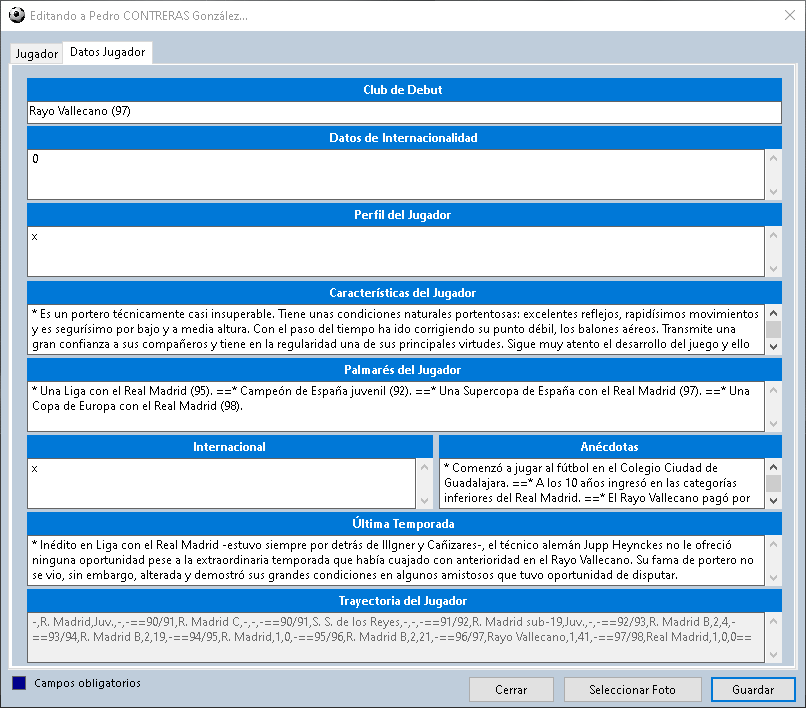 Editando a Pedro CONTRERAS González...
Jugador
Datos Jugador
Club de Debut
Rayo Vallecano (97)
Datos de Internacionalidad
0
Perfil del Jugador
x
Características del Jugador
* Es un portero técnicamente casi insuperable. Tiene unas condiciones naturales portentosas: excelentes reflejos, rapidísimos movimientos
y es segurísimo por bajo y a media altura. Con el paso del tiempo ha ido corrigiendo su punto débil, los balones aéreos. Transmite una
gran confianza a sus compañeros y tiene en la regularidad una de sus principales virtudes. Sigue muy atento el desarrollo del juego y ello
Palmarés del Jugador
* Una Liga con el Real Madrid (95). ==* Campeón de España juvenil (92). ==* Una Supercopa de España con el Real Madrid (97). ==* Una
Copa de Europa con el Real Madrid (98).
Internacional
x
Anécdotas
* Comenzó a jugar al fútbol en el Colegio Ciudad de
Guadalajara. ==* A los 10 años ingresó en las categorías
inferiores del Real Madrid. ==* El Rayo Vallecano pagó por
Última Temporada
* Inédito en Liga con el Real Madrid -estuvo siempre por detrás de Illgner y Cañizares-, el técnico alemán Jupp Heynckes no le ofreció
ninguna oportunidad pese a la extraordinaria temporada que había cuajado con anterioridad en el Rayo Vallecano. Su fama de portero no
se vio, sin embargo, alterada y demostró sus grandes condiciones en algunos amistosos que tuvo oportunidad de disputar.
Trayectoria del Jugador
-,R. Madrid,Juv.,-,-==90/91,R. Madrid C,-,-,-==90/91,S. S. de los Reyes,-,-,-==91/92,R. Madrid sub-19,Juv.,-,-==92/93,R. Madrid B,2,4,-
==93/94,R. Madrid B,2,19,-==94/95,R. Madrid,1,0,-==95/96,R. Madrid B,2,21,-==96/97,Rayo Vallecano,1,41,-==97/98,Real Madrid,1,0,0==
Campos obligatorios
Cerrar
Seleccionar Foto
Guardar